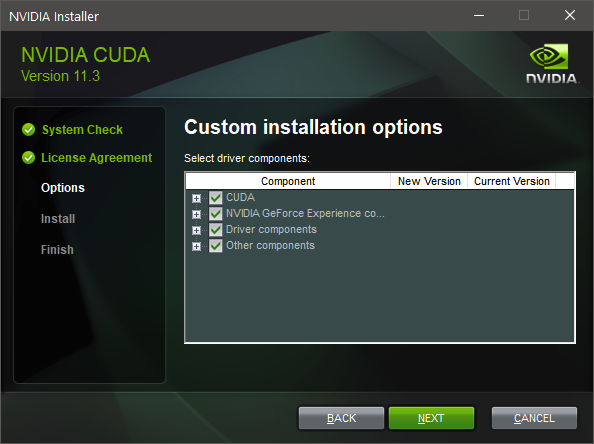 NVIDIA Installer
NVIDIA CUDA
Version 11.3
NVIDIA.
System Check
License Agreement
Options
Install
Finish
Custom installation options
Select driver components:
Component New Version Current Version
CUDA
NVIDIA GeForce Experience co...
Driver components
Other components
BACK NEXT CANCEL